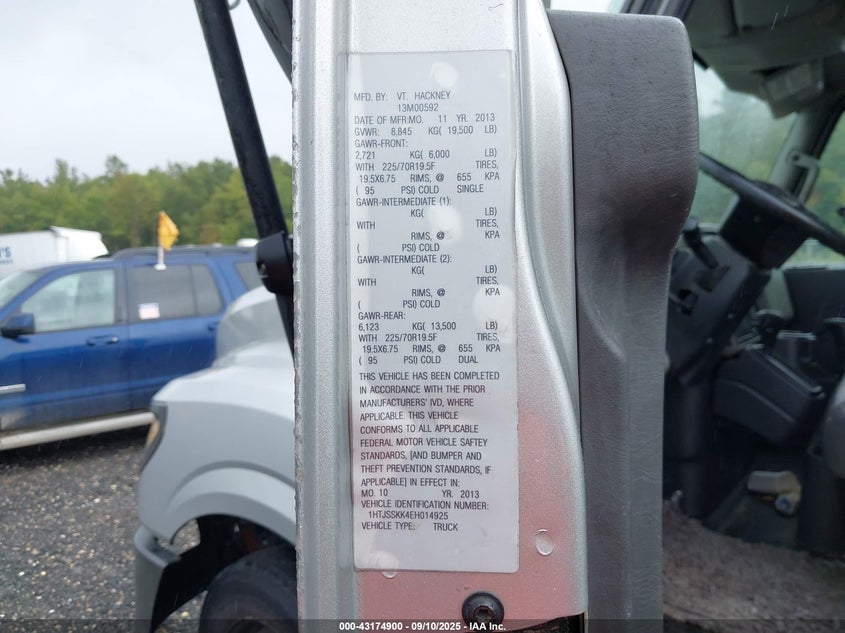 MFD. BY: VT. HACKNEY
13M00592
DATE OF MFR:MO. 11 YR. 2013
GVWR: 8,845 KG( 19,500 LB)
GAWR-FRONT:
2,721 KG( 6,000 LB)
WITH 225/70R19.5F TIRES,
19.5X6.75 RIMS, @ 655 KPA
( 95 PSI) COLD SINGLE
GAWR-INTERMEDIATE (1):
KG( LB)
WITH TIRES,
RIMS, @ KPA
( PSI) COLD
GAWR-INTERMEDIATE (2):
KG( LB)
WITH TIRES,
RIMS, @ KPA
( PSI) COLD
GAWR-REAR:
6,123 KG( 13,500 LB)
WITH 225/70R19.5F TIRES,
19.5X6.75 RIMS, @ 655 KPA
( 95 PSI) COLD DUAL
THIS VEHICLE HAS BEEN COMPLETED
IN ACCORDANCE WITH THE PRIOR
MANUFACTURERS' IVD, WHERE
APPLICABLE. THIS VEHICLE
CONFORMS TO ALL APPLICABLE
FEDERAL MOTOR VEHICLE SAFTEY
STANDARDS, [AND BUMPER AND
THEFT PREVENTION STANDARDS, IF
APPLICABLE] IN EFFECT IN:
MO. 10 YR. 2013
VEHICLE IDENTIFICATION NUMBER:
1HTJSSKK4EH014925
VEHICLE TYPE: TRUCK
000-43174900 - 09/10/2025 - IAA Inc.